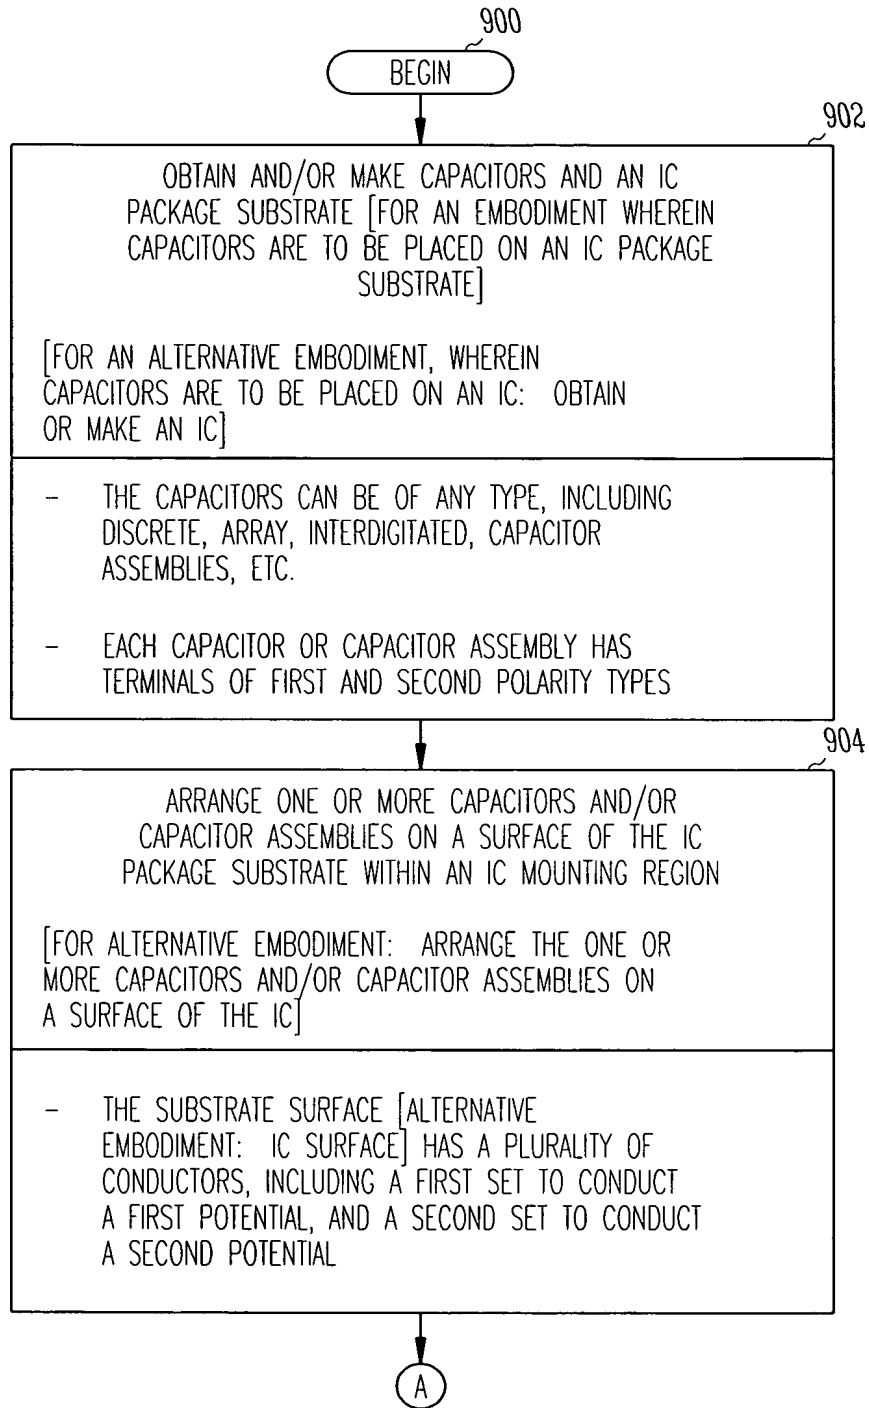 900
BEGIN
902
OBTAIN AND/OR MAKE CAPACITORS AND AN IC
PACKAGE SUBSTRATE [FOR AN EMBODIMENT WHEREIN
CAPACITORS ARE TO BE PLACED ON AN IC PACKAGE
SUBSTRATE]
[FOR AN ALTERNATIVE EMBODIMENT, WHEREIN
CAPACITORS ARE TO BE PLACED ON AN IC: OBTAIN
OR MAKE AN IC]
- THE CAPACITORS CAN BE OF ANY TYPE, INCLUDING
DISCRETE, ARRAY, INTERDIGITATED, CAPACITOR
ASSEMBLIES, ETC.
- EACH CAPACITOR OR CAPACITOR ASSEMBLY HAS
TERMINALS OF FIRST AND SECOND POLARITY TYPES
904
ARRANGE ONE OR MORE CAPACITORS AND/OR
CAPACITOR ASSEMBLIES ON A SURFACE OF THE IC
PACKAGE SUBSTRATE WITHIN AN IC MOUNTING REGION
[FOR ALTERNATIVE EMBODIMENT: ARRANGE THE ONE OR
MORE CAPACITORS AND/OR CAPACITOR ASSEMBLIES ON
A SURFACE OF THE IC]
- THE SUBSTRATE SURFACE [ALTERNATIVE
EMBODIMENT: IC SURFACE] HAS A PLURALITY OF
CONDUCTORS, INCLUDING A FIRST SET TO CONDUCT
A FIRST POTENTIAL, AND A SECOND SET TO CONDUCT
A SECOND POTENTIAL
A